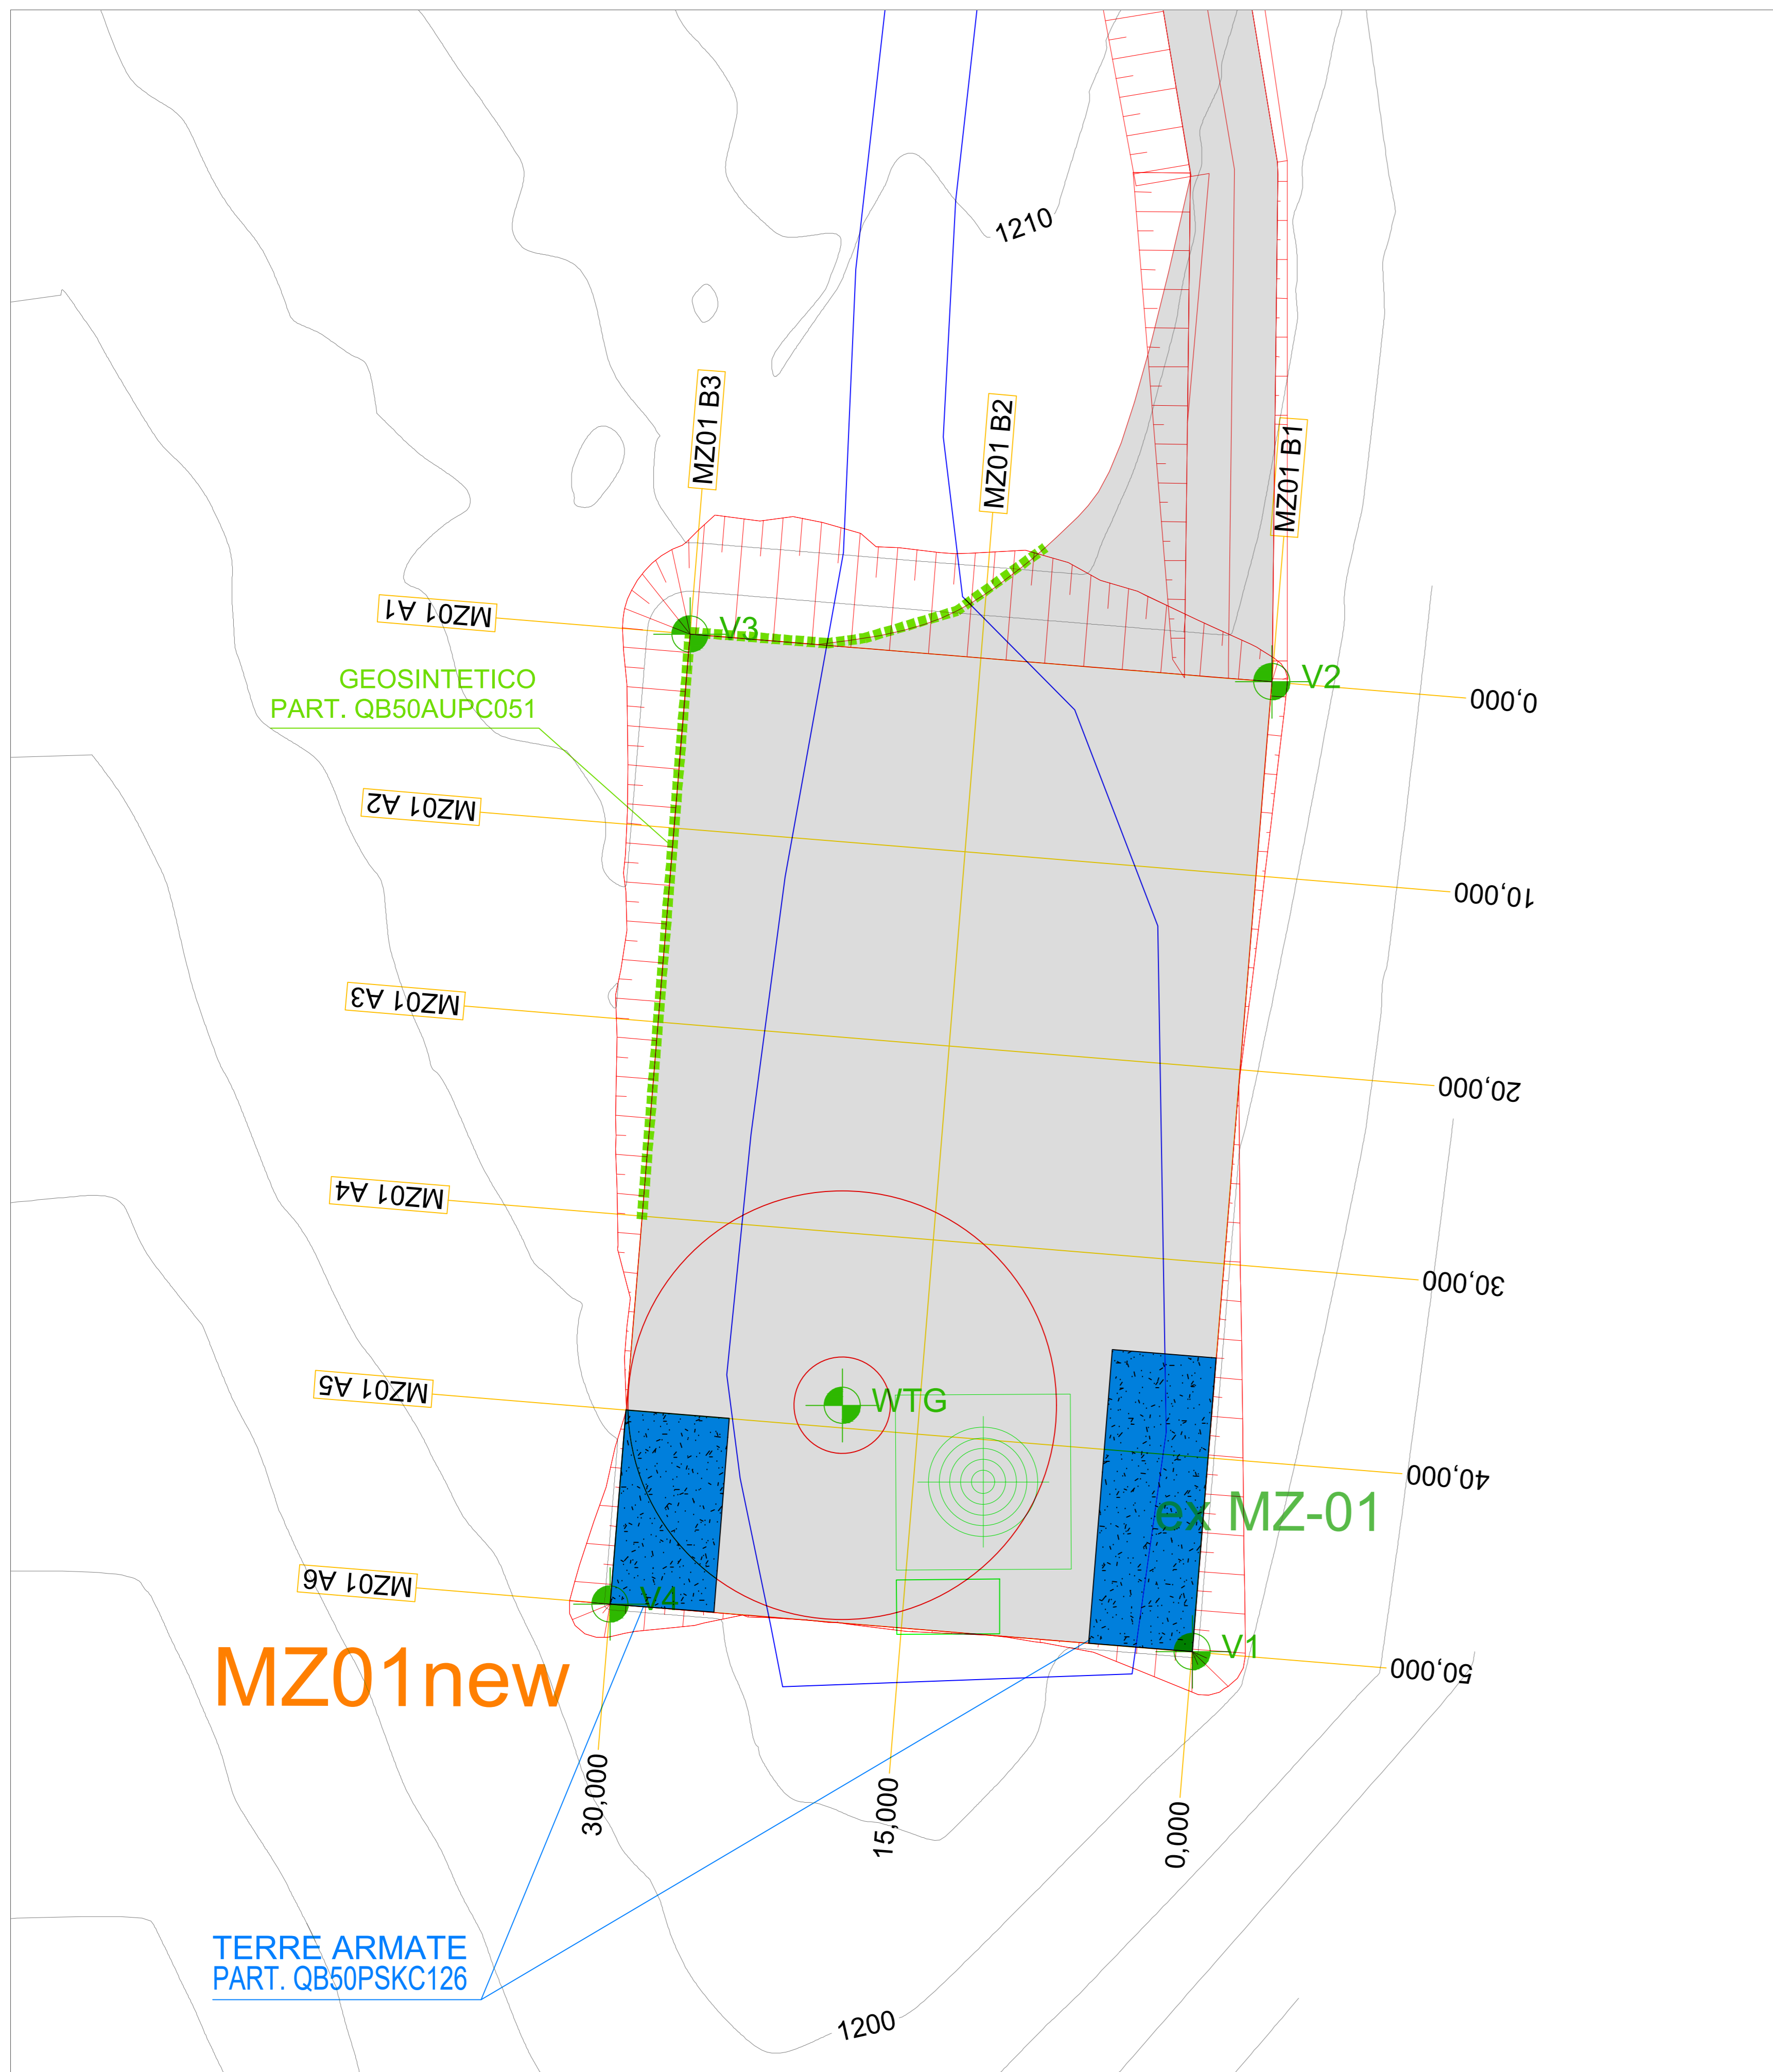 1210
MZ01 B3
MZ01 B2
MZ01 B1
MZ01 A1
V3
V2
GEOSINTETICO
PART. QB50AUPC051
0,000
MZ01 A2
10,000
MZ01 A3
20,000
MZ01 A4
30,000
MZ01 A5
WTG
40,000
ex MZ-01
MZ01 A6
V4
V1
50,000
MZ01new
30,000
15,000
0,000
TERRE ARMATE
PART. QB50PSKC126
1200